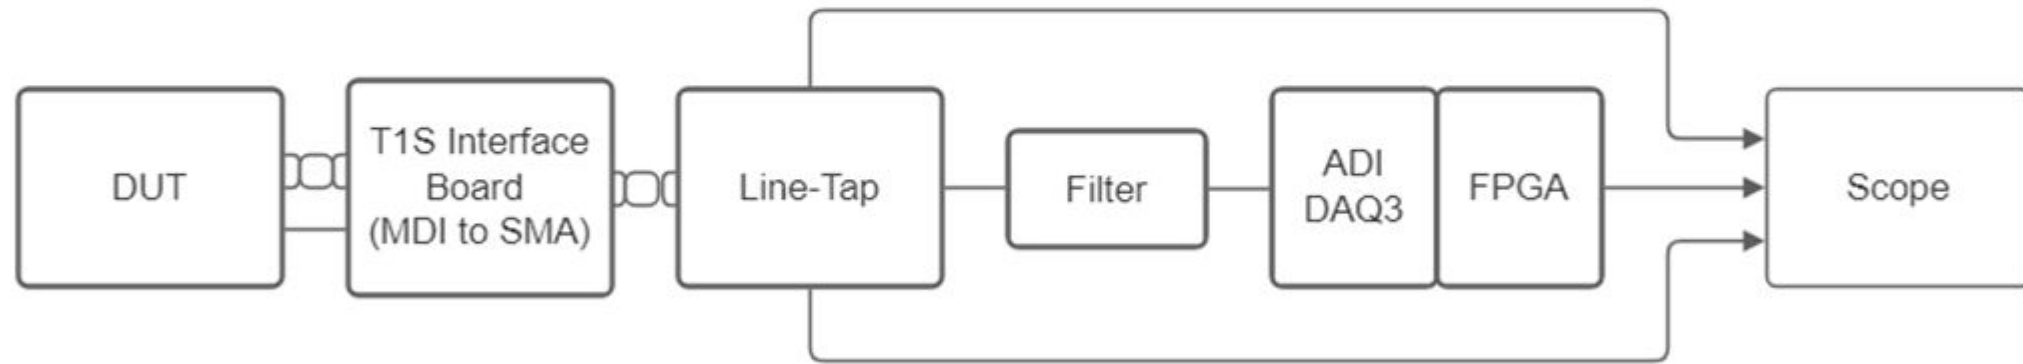 DUT
T1S Interface
Board
(MDI to SMA)
Line-Tap
Filter
ADI
DAQ3
FPGA
Scope